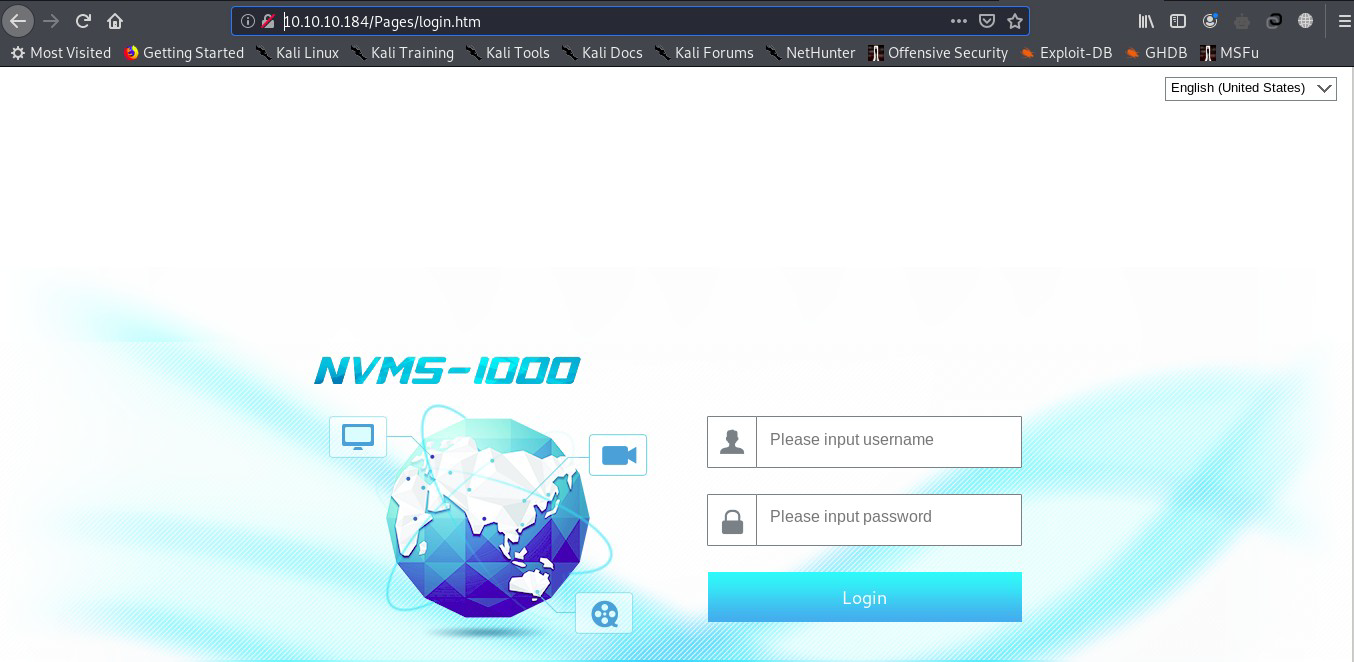 10.10.10.184/Pages/login.htm
Most Visited Getting Started Kali Linux Kali Training Kali Tools Kali Docs Kali Forums NetHunter Offensive Security Exploit-DB GHDB MSFu
English (United States)
NVMS-1000
Please input username
Please input password
Login